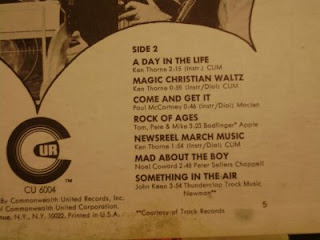 SIDE 2
A DAY IN THE LIFE
Ken Thorne 2:15 (Instr.) CUM
MAGIC CHRISTIAN WALTZ
Ken Thorne 0:55 (Instr/Dial) CUM
COME AND GET IT
Paul McCartney 0:46 (Instr/Dial) Maclen
ROCK OF AGES
Tom, Pete & Mike 3:23 Badfinger* Apple
NEWSREEL MARCH MUSIC
Ken Thorne 1:54 (Instr/Dial) CUM
MAD ABOUT THE BOY
Noel Coward 2:48 Peter Sellers Chappell
SOMETHING IN THE AIR
John Keen 3:54 Thunderclap Track Music
Newman**
CUR
CU 6004
By Commonwealth United Records, Inc.
Commonwealth United Corporation.
N.Y., N.Y. 10022. Printed in U.S.A.
**Courtesy of Track Records
5